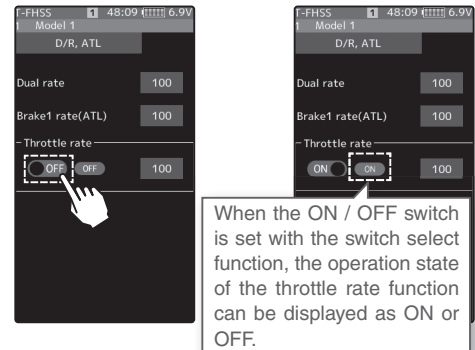 T-FHSS 1 48:09 6.9V
1 Model 1
D/R, ATL
Dual rate 100
Brake1 rate(ATL) 100
Throttle rate
OFF OFF 100
T-FHSS 1 48:09 6.9V
1 Model 1
D/R, ATL
Dual rate 100
Brake1 rate(ATL) 100
Throttle rate
ON ON 100
When the ON / OFF switch
is set with the switch select
function, the operation state
of the throttle rate function
can be displayed as ON or
OFF.